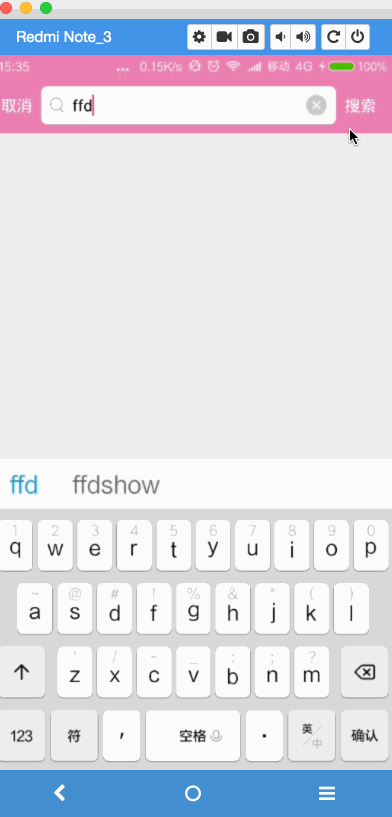 Redmi Note_3
15:35 ... 0.15K/s 移动 4G 100%
取消 ffd 搜索
ffd ffdshow
1 2 3 4 5 6 7 8 9 0
q w e r t y u i o p
~ @ # ! % & * ( )
a s d f g h j k l
' / - _ : ; ?
z x c v b n m
123 符 , 空格 . 英/中 确认